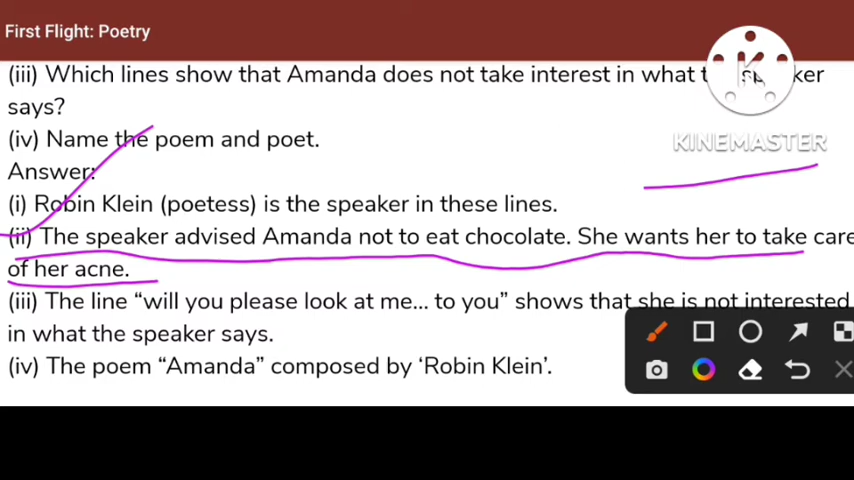 First Flight: Poetry
(iii) Which lines show that Amanda does not take interest in what speaker
says?
KINEMASTER
(iv) Name the poem and poet.
Answer:
(i) Robin Klein (poetess) is the speaker in these lines.
(ii) The speaker advised Amanda not to eat chocolate. She wants her to take care
of her acne.
(iii) The line “will you please look at me... to you” shows that she is not interested
in what the speaker says.
(iv) The poem “Amanda” composed by ‘Robin Klein’.